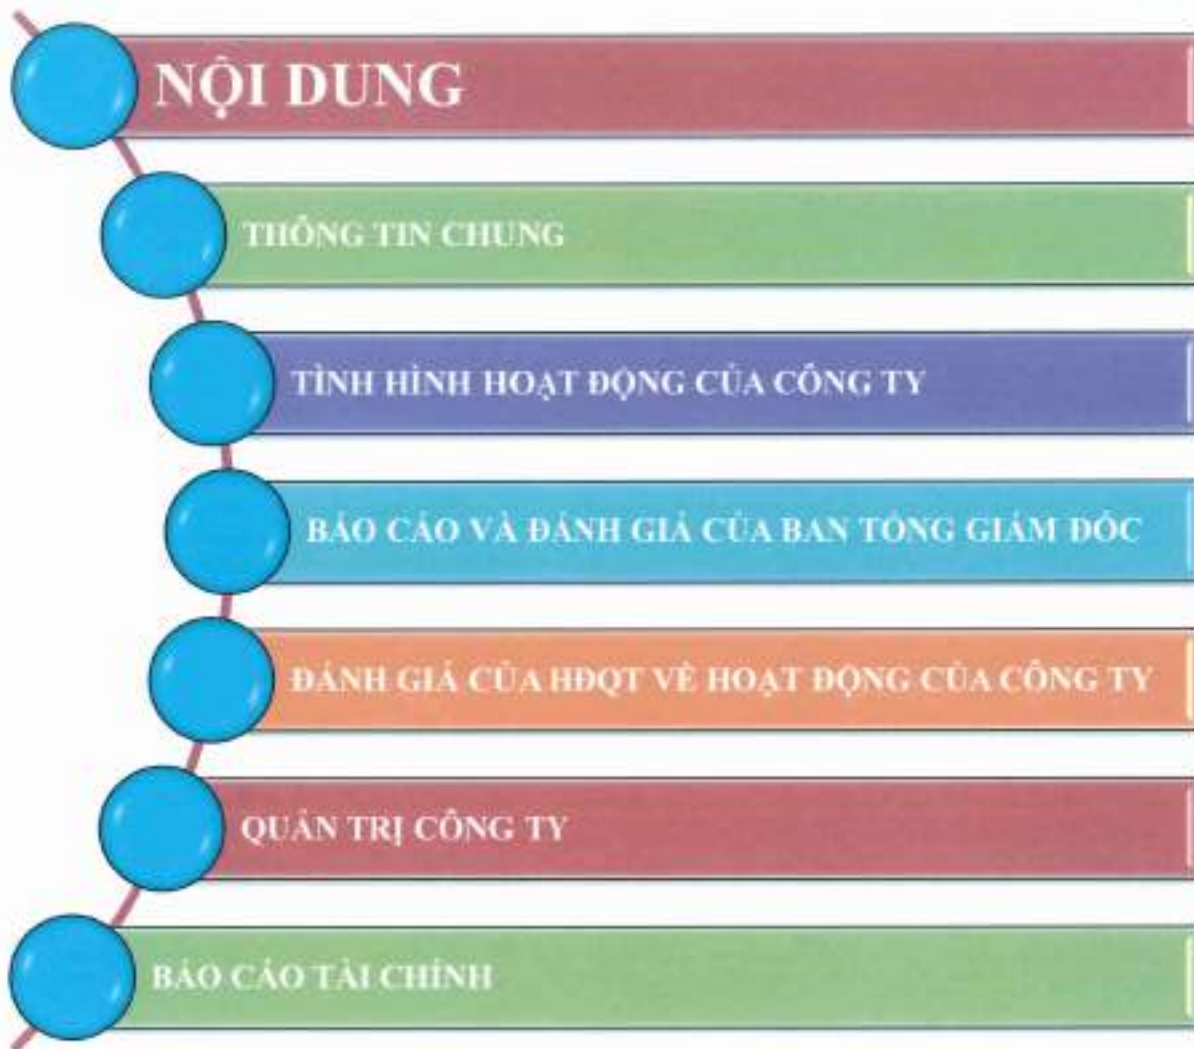 NỘI DUNG
THÔNG TIN CHUNG
TÌNH HÌNH HOẠT ĐỘNG CỦA CÔNG TY
BÁO CÁO VÀ ĐÁNH GIÁ CỦA BAN TỔNG GIÁM ĐỐC
ĐÁNH GIÁ CỦA HĐQT VỀ HOẠT ĐỘNG CỦA CÔNG TY
QUẢN TRỊ CÔNG TY
BÁO CÁO TÀI CHÍNH